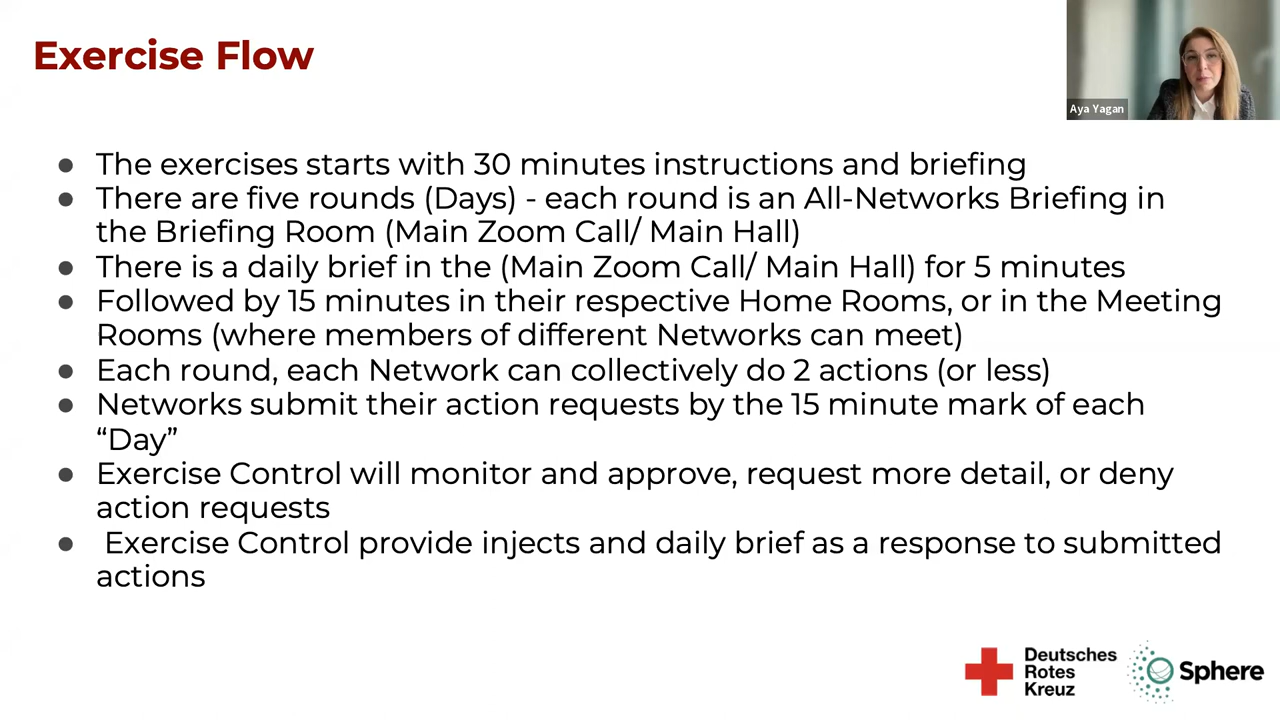 Exercise Flow
Aya Yagan
● The exercises starts with 30 minutes instructions and briefing
● There are five rounds (Days) - each round is an All-Networks Briefing in
the Briefing Room (Main Zoom Call/ Main Hall)
● There is a daily brief in the (Main Zoom Call/ Main Hall) for 5 minutes
● Followed by 15 minutes in their respective Home Rooms, or in the Meeting
Rooms (where members of different Networks can meet)
● Each round, each Network can collectively do 2 actions (or less)
● Networks submit their action requests by the 15 minute mark of each
“Day”
● Exercise Control will monitor and approve, request more detail, or deny
action requests
● Exercise Control provide injects and daily brief as a response to submitted
actions
Deutsches
Rotes
Kreuz
Sphere